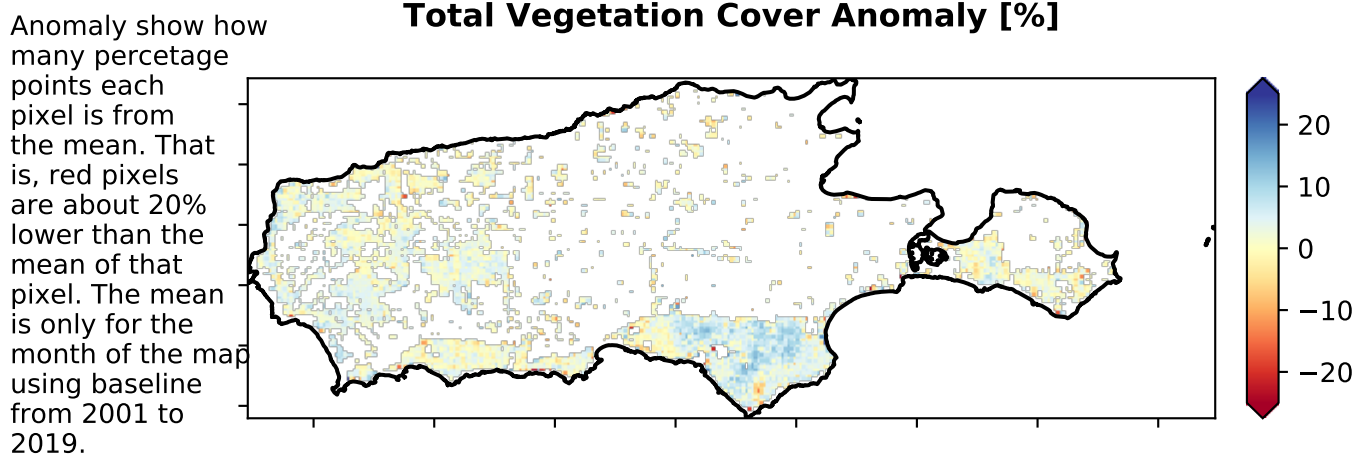 Total Vegetation Cover Anomaly [%]
Anomaly show how
many percetage
points each
pixel is from
the mean. That
is, red pixels
are about 20%
lower than the
mean of that
pixel. The mean
is only for the
month of the map
using baseline
from 2001 to
2019.
20
10
0
−10
−20